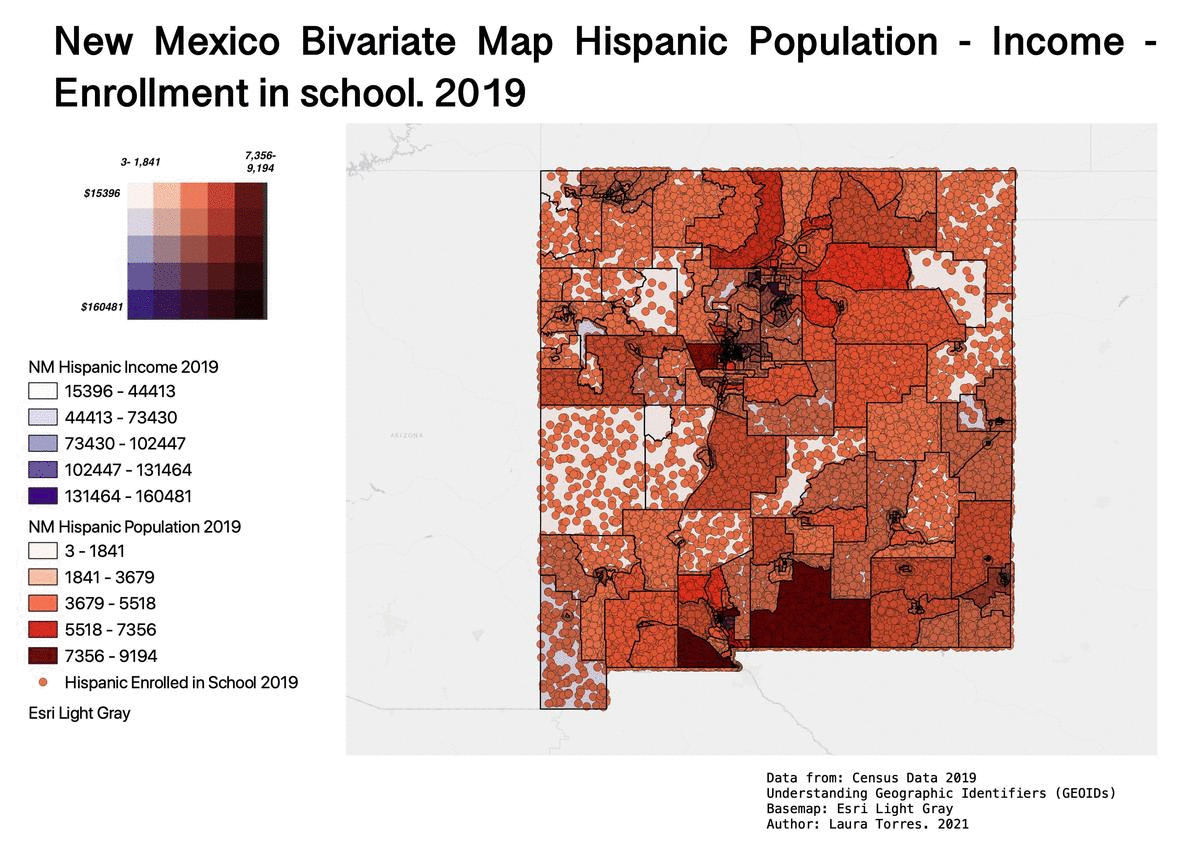 New Mexico Bivariate Map Hispanic Population - Income -
Enrollment in school. 2019
3- 1,841
7,356-
9,194
$15396
$160481
NM Hispanic Income 2019
15396 - 44413
44413 - 73430
73430 - 102447
102447 - 131464
131464 - 160481
NM Hispanic Population 2019
3 - 1841
1841 - 3679
3679 - 5518
5518 - 7356
7356 - 9194
Hispanic Enrolled in School 2019
Esri Light Gray
ARIZONA
Data from: Census Data 2019
Understanding Geographic Identifiers (GEOIDs)
Basemap: Esri Light Gray
Author: Laura Torres. 2021